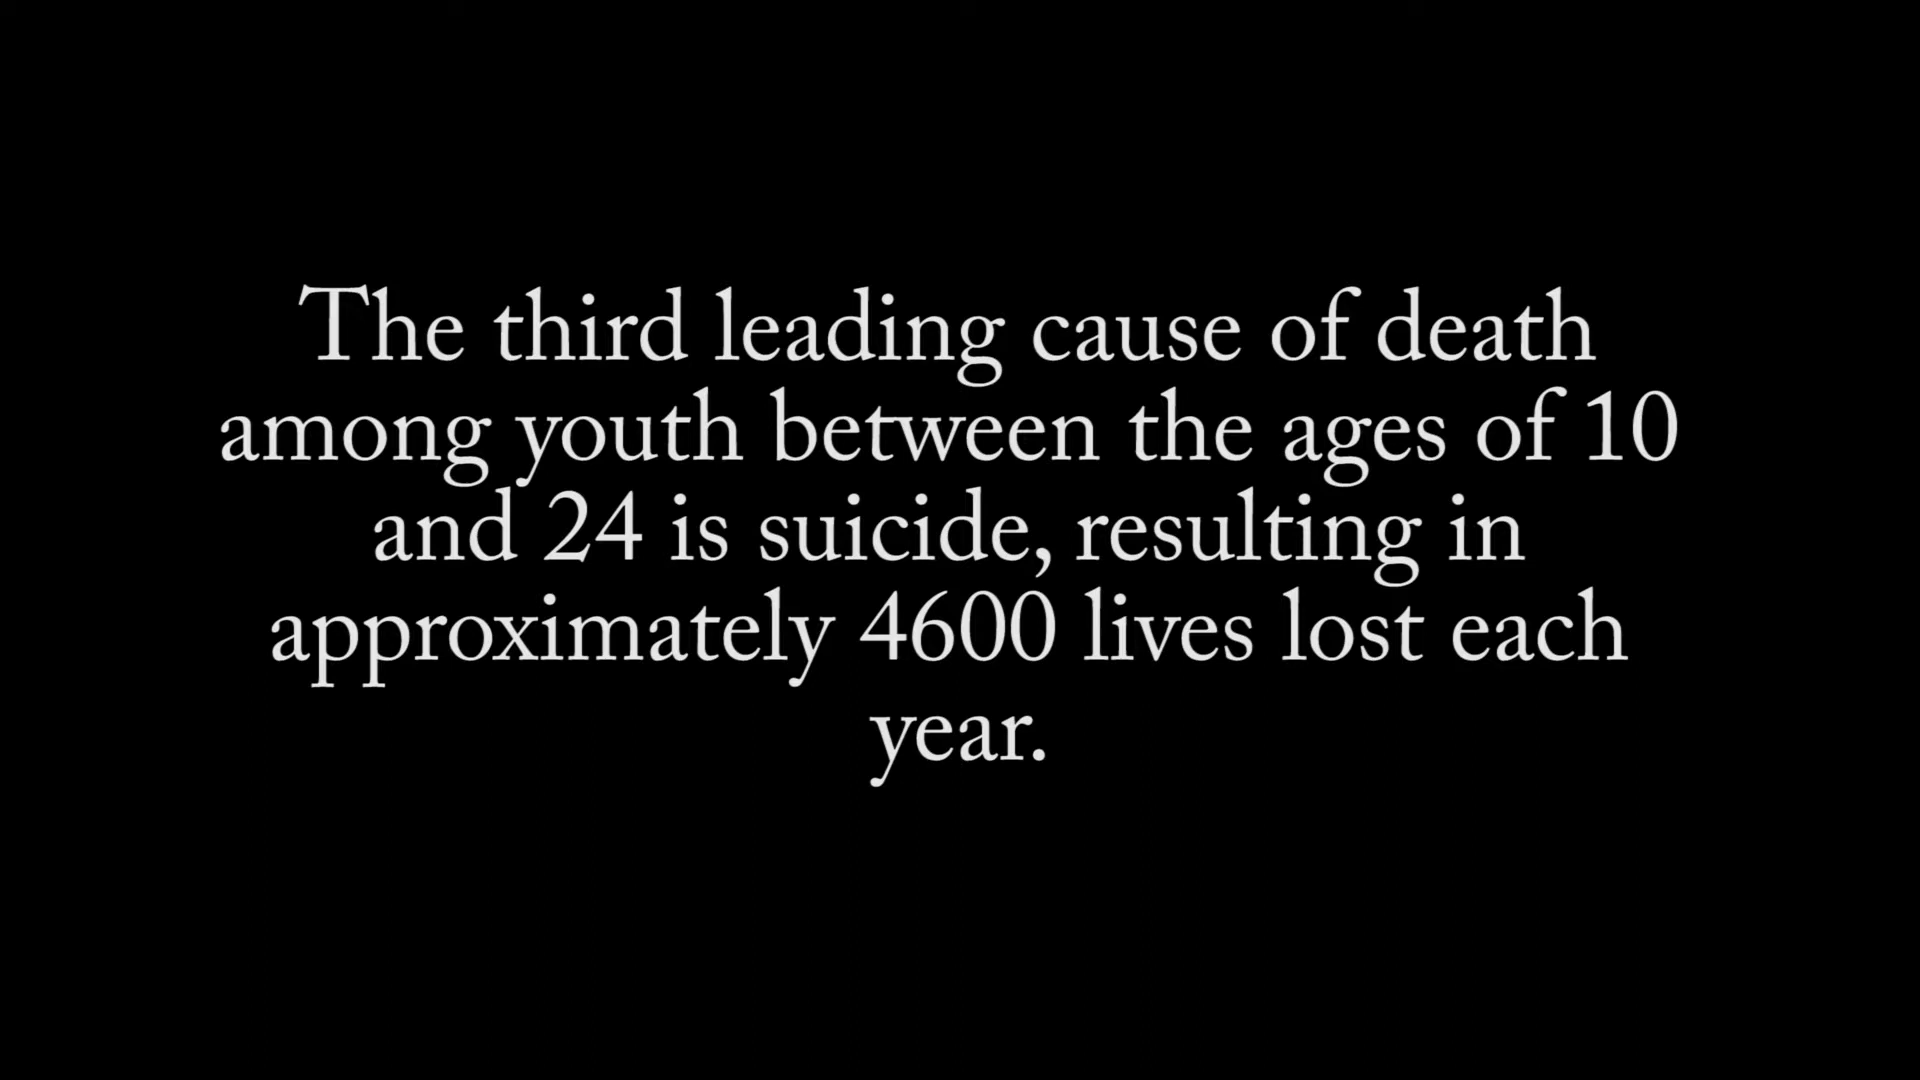 The third leading cause of death
among youth between the ages of 10
and 24 is suicide, resulting in
approximately 4600 lives lost each
year.